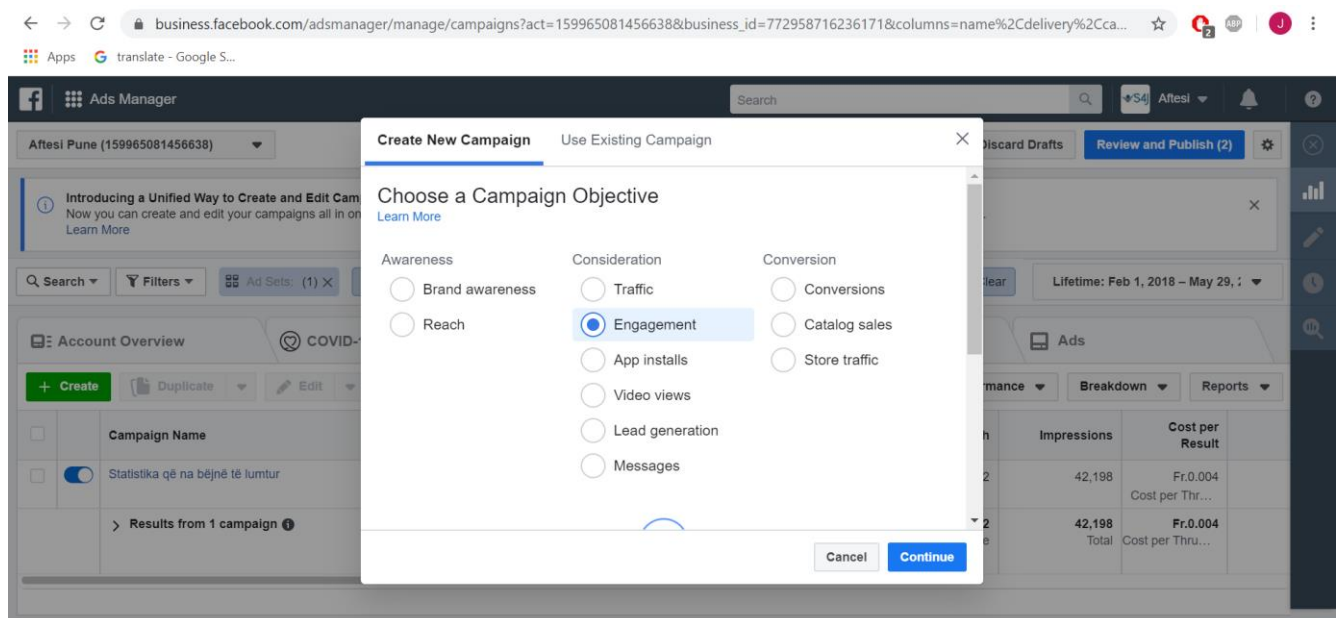 business.facebook.com/adsmanager/manage/campaigns?act=159965081456638&business_id=772958716236171&columns=name%2Cdelivery%2Cca...
2
ABP
J
Apps
G translate - Google S...
Ads Manager
Search
S4J
Aftesi
Aftesi Pune (159965081456638)
Create New Campaign
Use Existing Campaign
Discard Drafts
Review and Publish (2)
Introducing a Unified Way to Create and Edit Cam
Now you can create and edit your campaigns all in on
Learn More
Choose a Campaign Objective
Learn More
Search
Filters
Ad Sets: (1)
Clear
Lifetime: Feb 1, 2018 – May 29, 2
Awareness
Consideration
Conversion
Brand awareness
Traffic
Conversions
Reach
Engagement
Catalog sales
App installs
Store traffic
Video views
Lead generation
Messages
Account Overview
COVID-
Ads
+ Create
Duplicate
Edit
rmance
Breakdown
Reports
Campaign Name
h
Impressions
Cost per
Result
Statistika që na bëjnë të lumtur
2
42,198
Fr.0.004
Cost per Thr...
Results from 1 campaign
2
42,198
Fr.0.004
e
Total
Cost per Thru...
Cancel
Continue